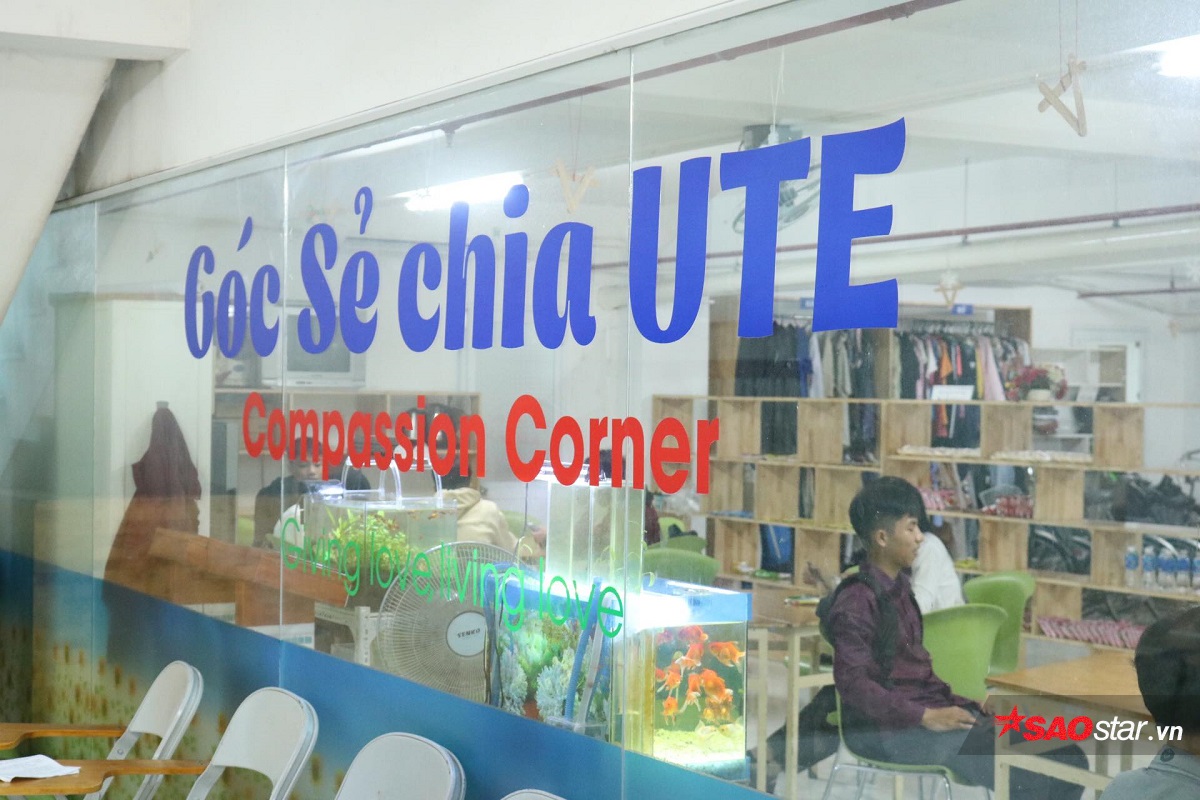 Góc Sẻ chia UTE
Compassion Corner
Giving love, living love
SAOstar.vn